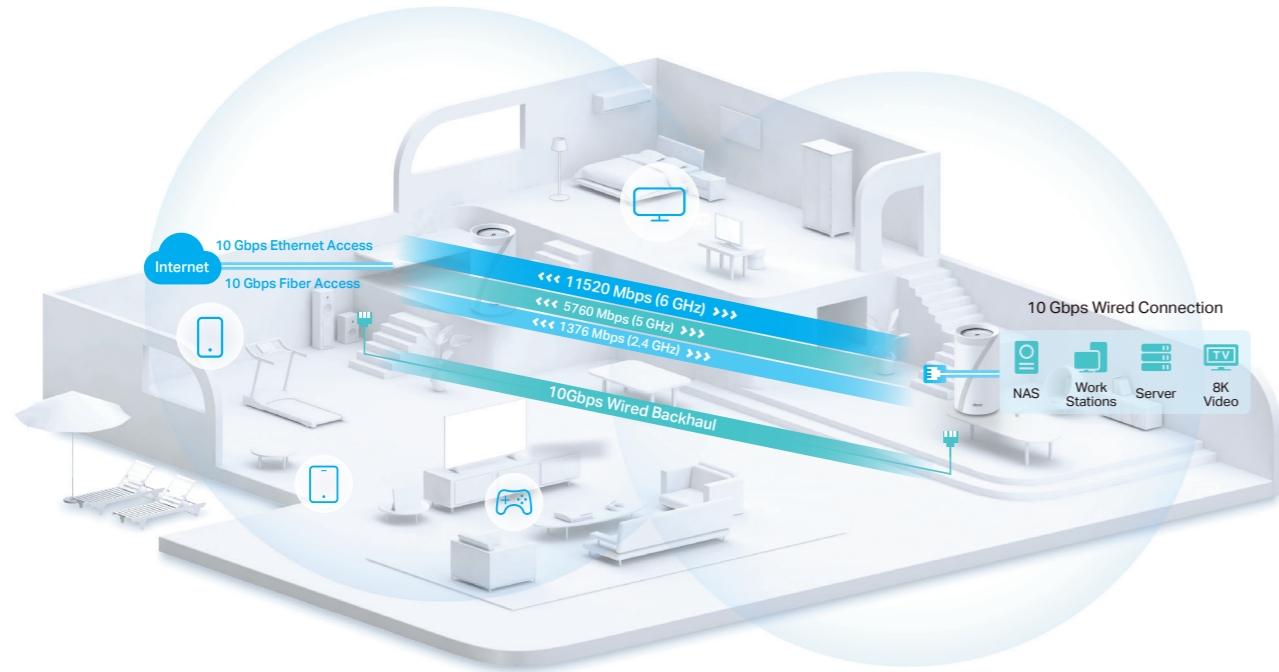 10 Gbps Ethernet Access
Internet
10 Gbps Fiber Access
‹‹‹ 11520 Mbps (6 GHz) ›››
‹‹‹ 5760 Mbps (5 GHz) ›››
‹‹‹ 1376 Mbps (2.4 GHz) ›››
10Gbps Wired Backhaul
10 Gbps Wired Connection
NAS
Work
Stations
Server
TV
8K
Video